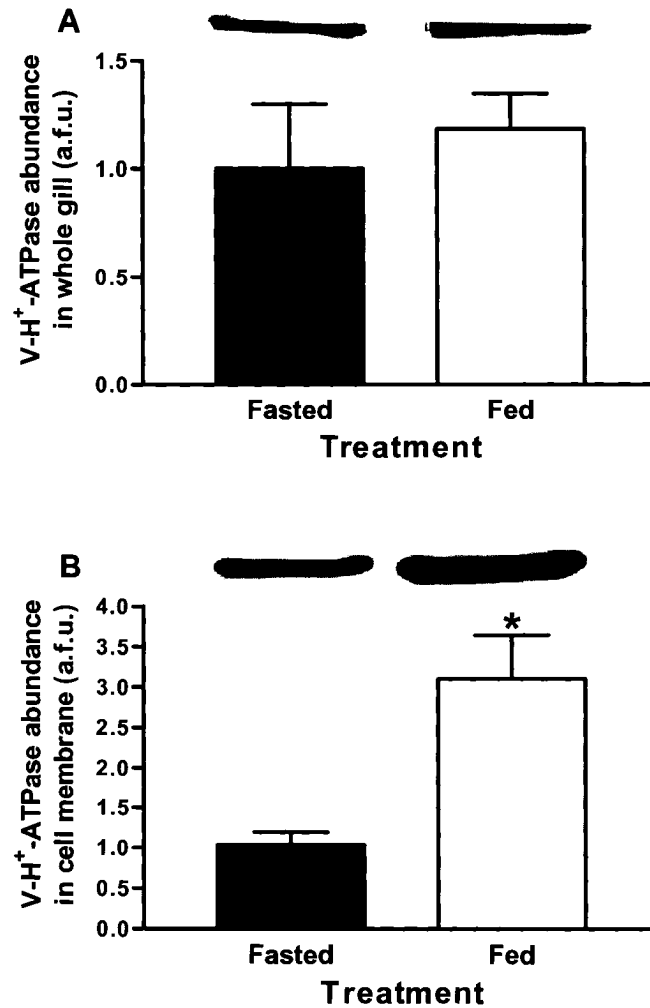 A
V-H⁺-ATPase abundance
in whole gill (a.f.u.)
1.5
1.0
0.5
0.0
Fasted
Fed
Treatment
B
V-H⁺-ATPase abundance
in cell membrane (a.f.u.)
4.0
3.5
3.0
2.5
2.0
1.5
1.0
0.5
0.0
*
Fasted
Fed
Treatment